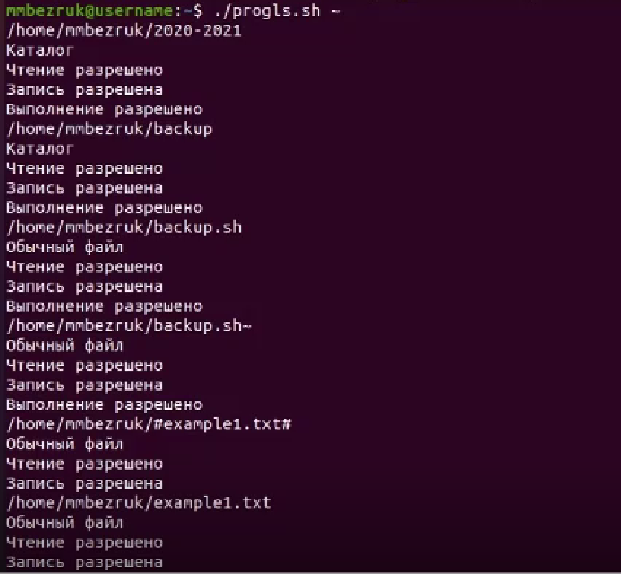 mmbezruk@username:~$ ./progls.sh ~
/home/mmbezruk/2020-2021
Каталог
Чтение разрешено
Запись разрешена
Выполнение разрешено
/home/mmbezruk/backup
Каталог
Чтение разрешено
Запись разрешена
Выполнение разрешено
/home/mmbezruk/backup.sh
Обычный файл
Чтение разрешено
Запись разрешена
Выполнение разрешено
/home/mmbezruk/backup.sh~
Обычный файл
Чтение разрешено
Запись разрешена
Выполнение разрешено
/home/mmbezruk/#example1.txt#
Обычный файл
Чтение разрешено
Запись разрешена
/home/mmbezruk/example1.txt
Обычный файл
Чтение разрешено
Запись разрешена